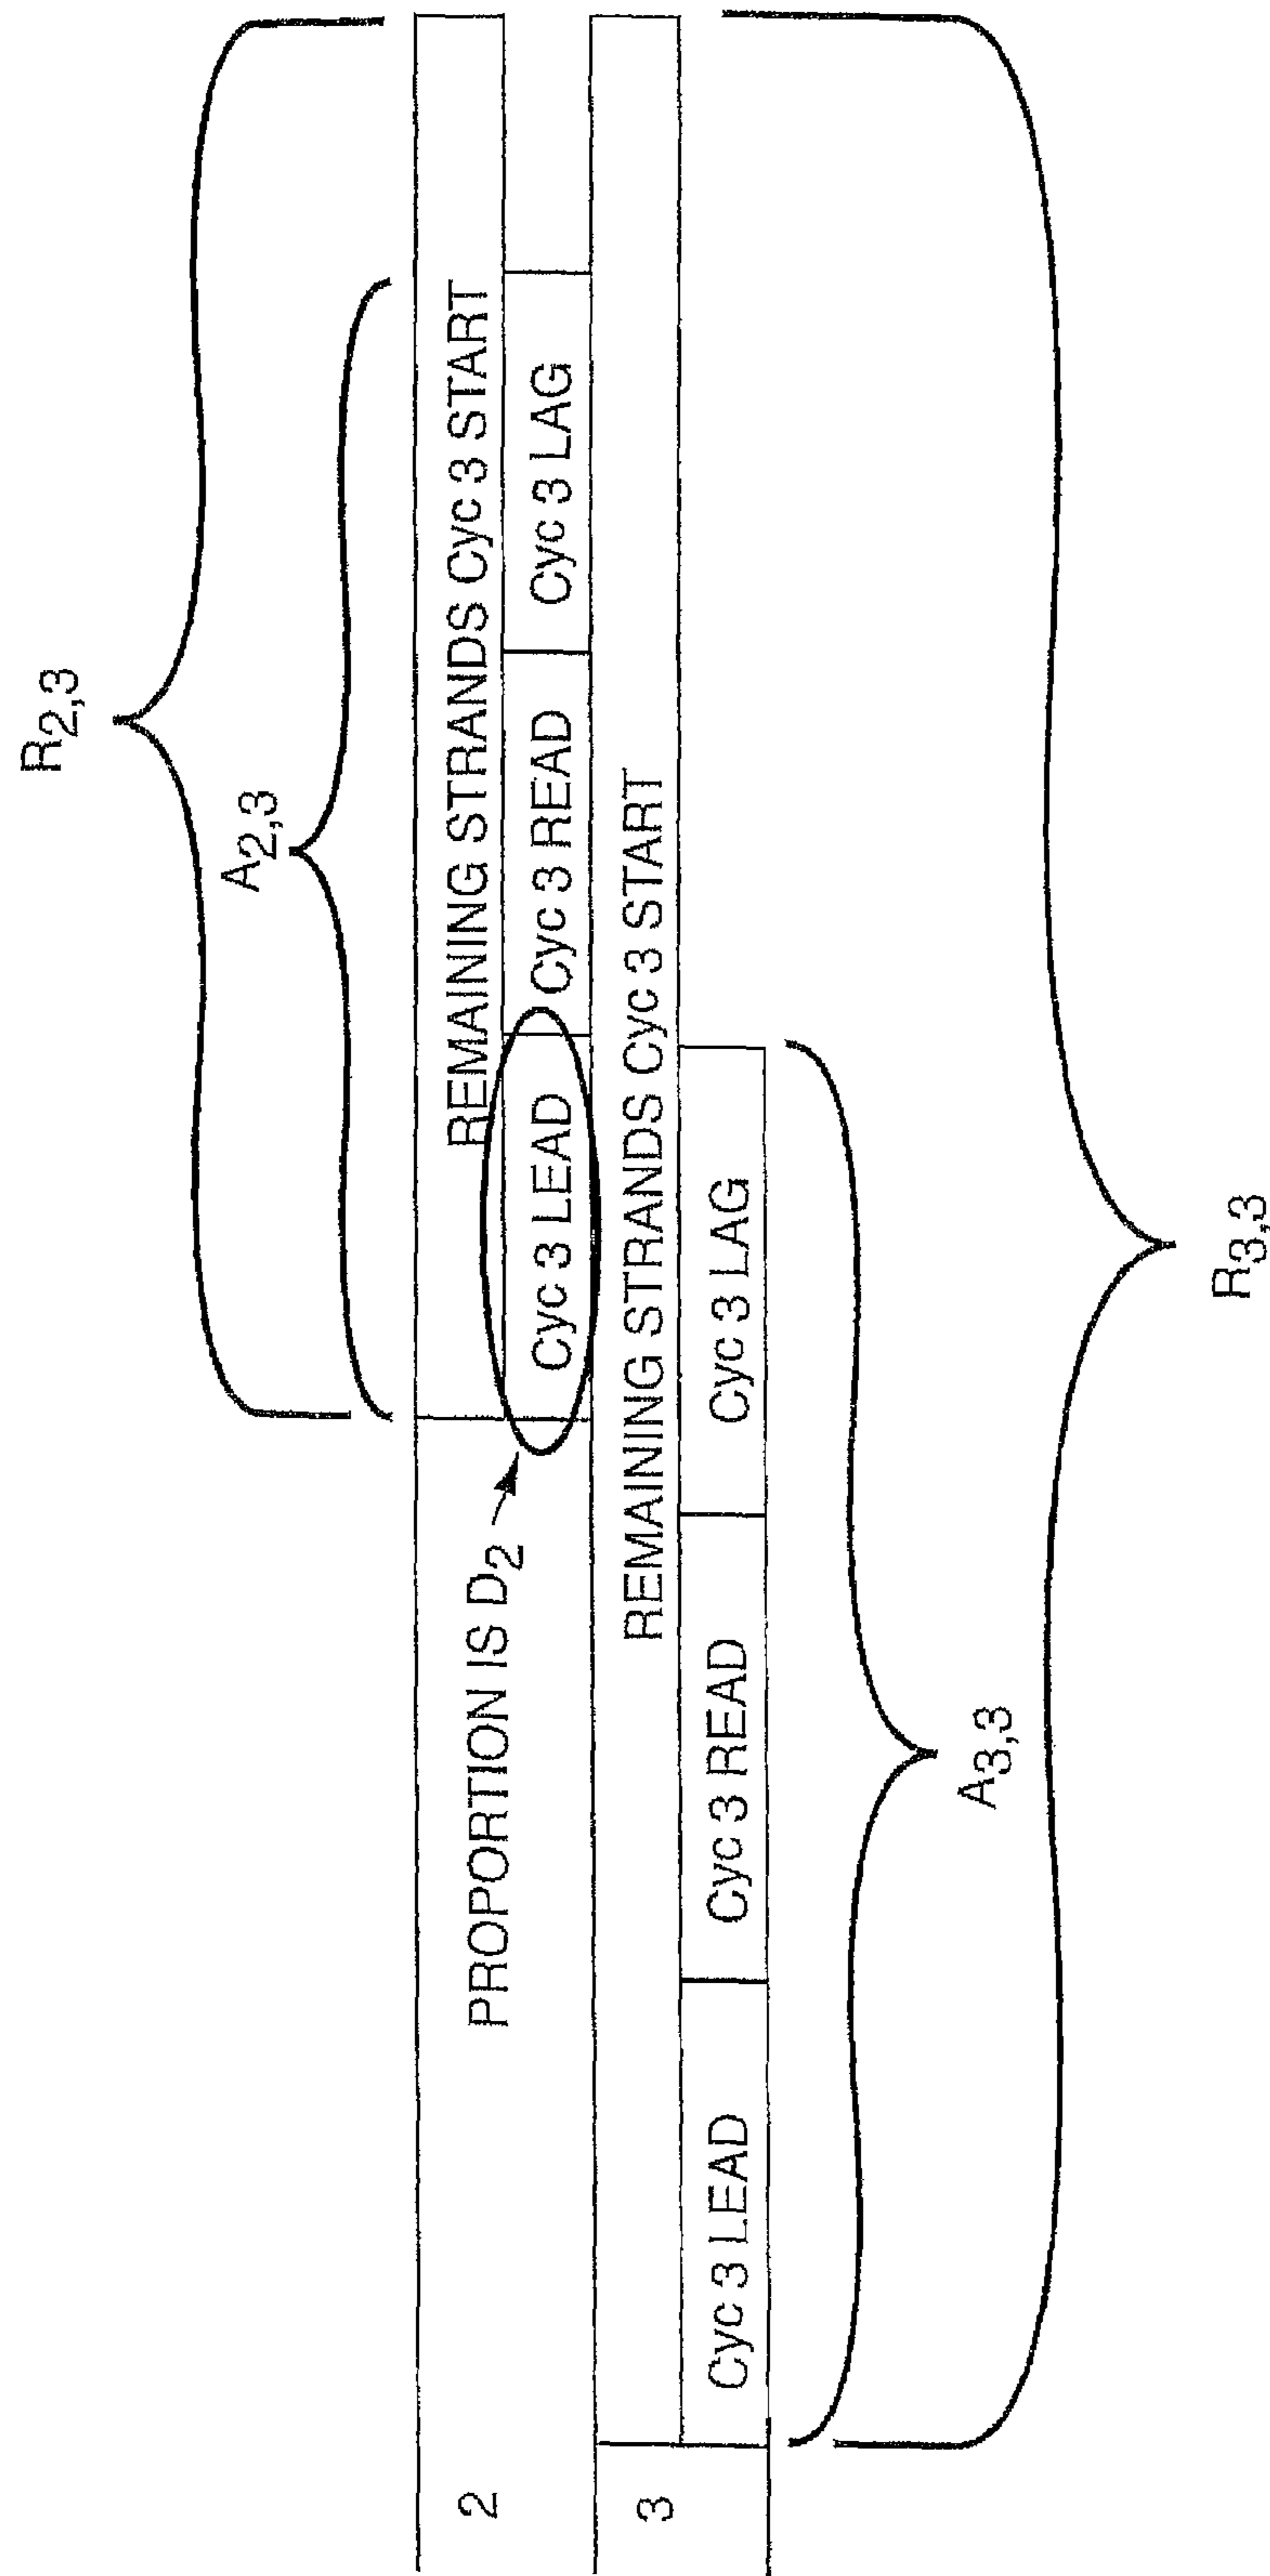 R2,3
A2,3
2
REMAINING STRANDS Cyc 3 START
PROPORTION IS D2
Cyc 3 LEAD
Cyc 3 READ
Cyc 3 LAG
3
REMAINING STRANDS Cyc 3 START
Cyc 3 LEAD
Cyc 3 READ
Cyc 3 LAG
A3,3
R3,3